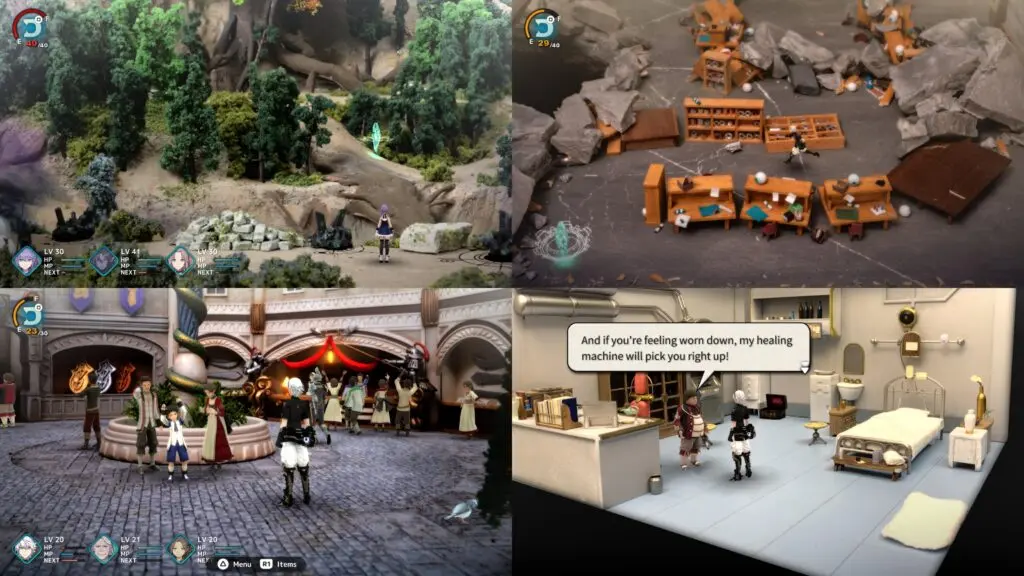 E 40/40
E 29/40
LV 30
HP
MP
NEXT
LV 41
HP
MP
NEXT
LV 30
HP
MP
NEXT
E 23/30
And if you're feeling worn down, my healing
machine will pick you right up!
LV 20
HP
MP
NEXT
LV 21
HP
MP
NEXT
LV 20
HP
MP
NEXT
Menu
R1 Items